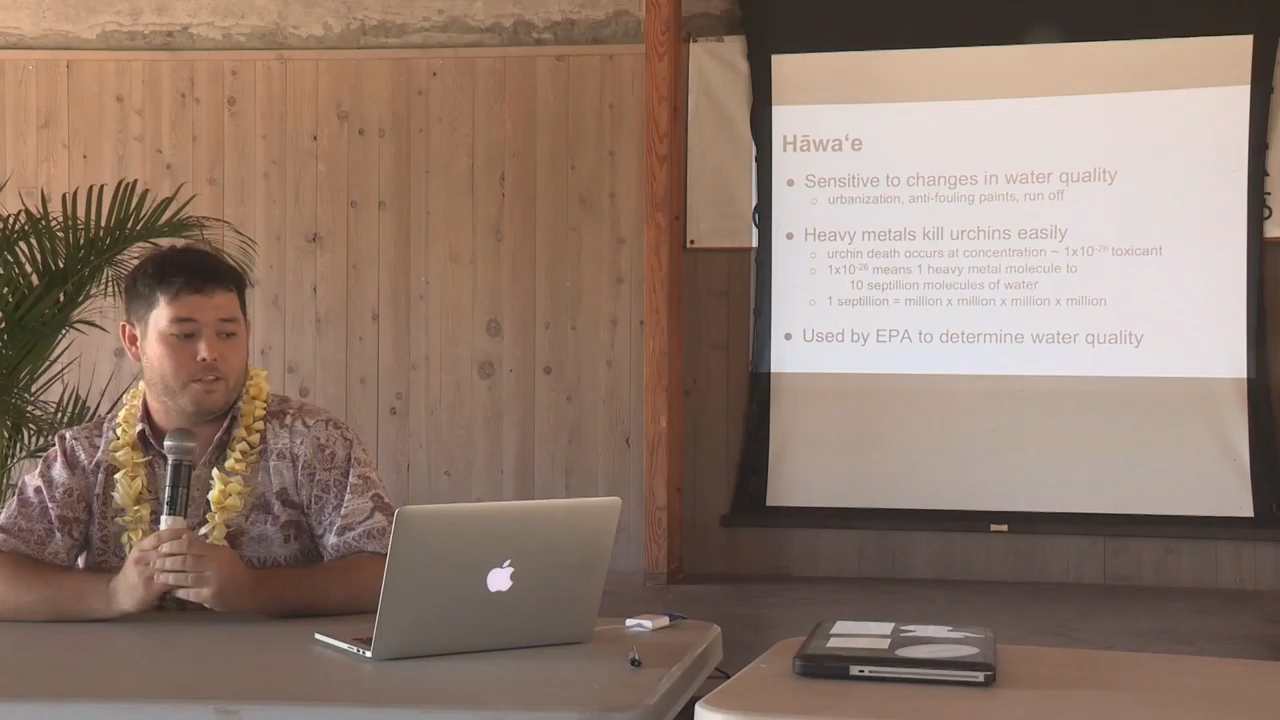 Hāwaʻe
● Sensitive to changes in water quality
○ urbanization, anti-fouling paints, run off
● Heavy metals kill urchins easily
○ urchin death occurs at concentration ~ 1x10⁻²⁶ toxicant
○ 1x10⁻²⁶ means 1 heavy metal molecule to
10 septillion molecules of water
○ 1 septillion = million x million x million x million
● Used by EPA to determine water quality